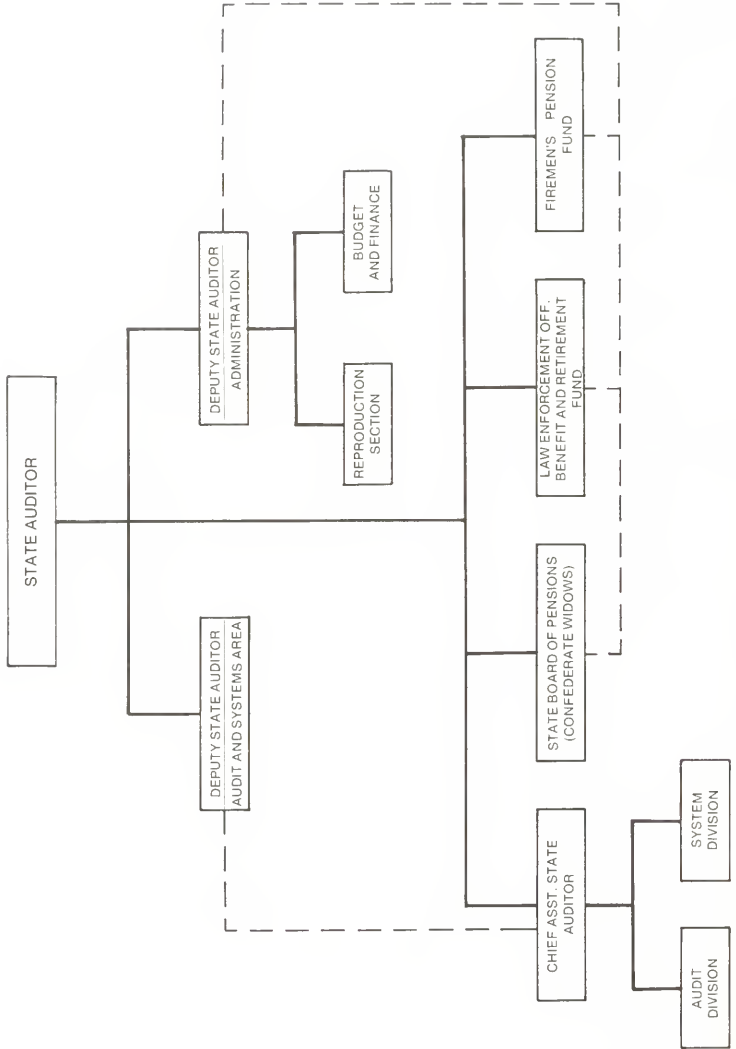 STATE AUDITOR
DEPUTY STATE AUDITOR
AUDIT AND SYSTEMS AREA
DEPUTY STATE AUDITOR
ADMINISTRATION
REPRODUCTION
SECTION
BUDGET
AND FINANCE
CHIEF ASST. STATE
AUDITOR
STATE BOARD OF PENSIONS
(CONFEDERATE WIDOWS)
LAW ENFORCEMENT OFF.
BENEFIT AND RETIREMENT
FUND
FIREMEN'S PENSION
FUND
AUDIT
DIVISION
SYSTEM
DIVISION